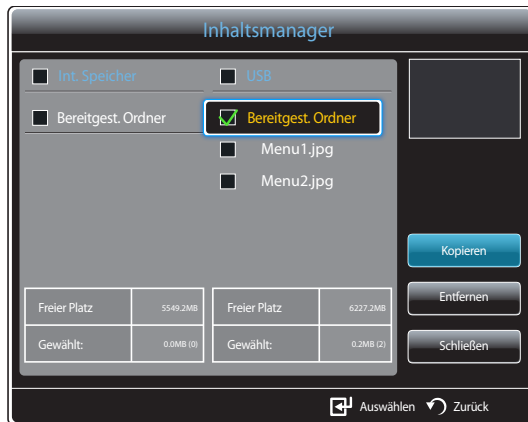 Inhaltsmanager
Int. Speicher USB
Bereitgest. Ordner Bereitgest. Ordner
Menu1.jpg
Menu2.jpg
Kopieren
Entfernen
Schließen
Freier Platz 5549.2MB Freier Platz 6227.2MB
Gewählt: 0.0MB (0) Gewählt: 0.2MB (2)
Auswählen Zurück